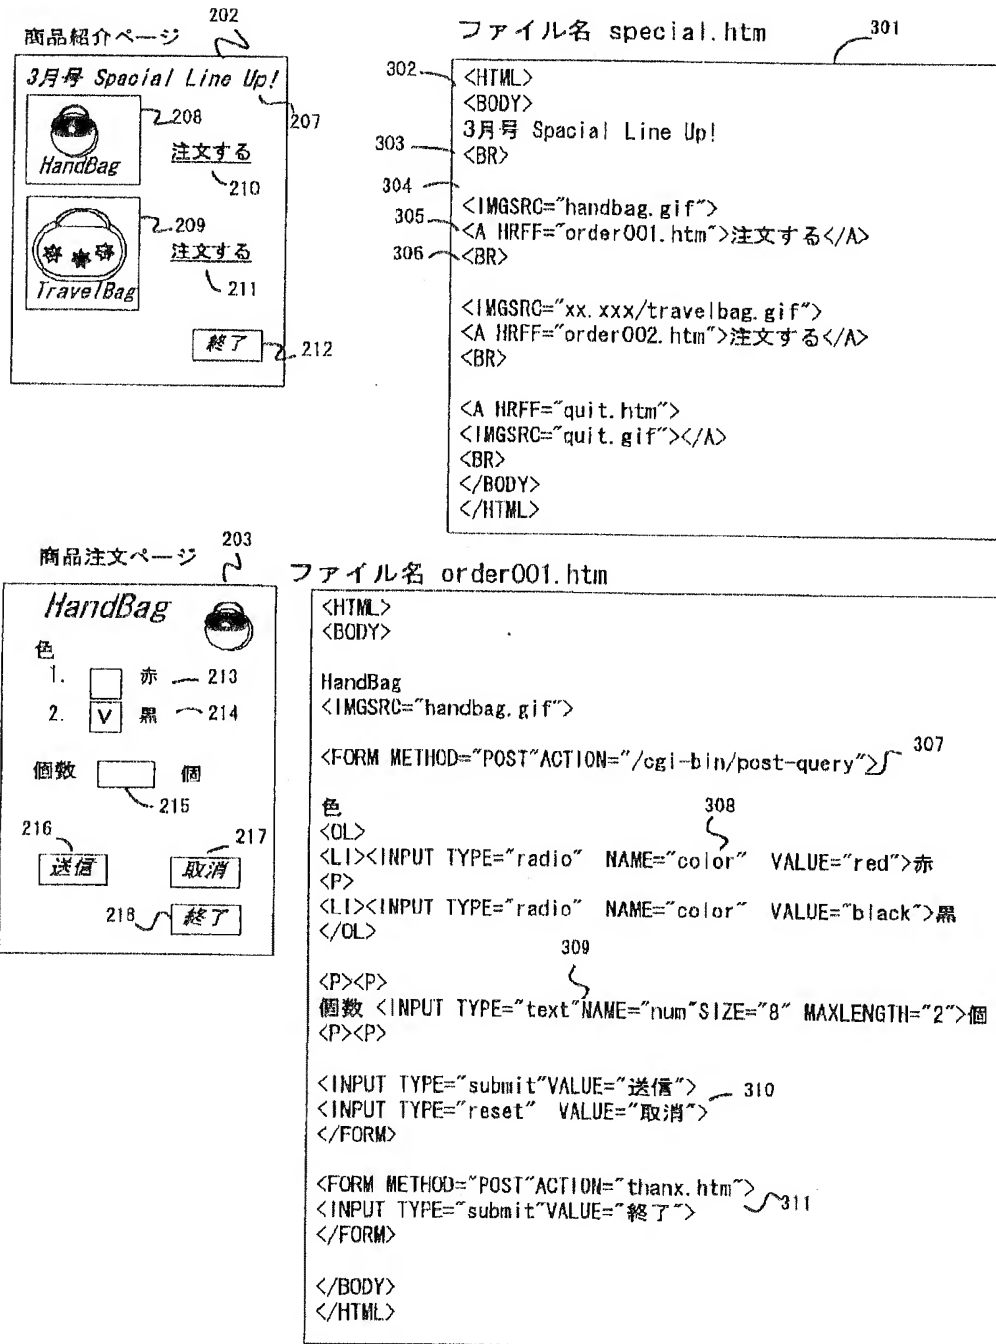 商品紹介ページ
202
3月号 Spacial Line Up!
207
208
HandBag
注文する
210
209
TravelBag
注文する
211
終了
212
ファイル名 special.htm
301
302
<HTML>
<BODY>
3月号 Spacial Line Up!
303
<BR>
304
<IMGSRC="handbag.gif">
305
<A HRFF="order001.htm">注文する</A>
306
<BR>
<IMGSRC="xx.xxx/travelbag.gif">
<A HRFF="order002.htm">注文する</A>
<BR>
<A HRFF="quit.htm">
<IMGSRC="quit.gif"></A>
<BR>
</BODY>
</HTML>
商品注文ページ
203
HandBag
色
1. 赤 213
2. V 黒 214
個数 個
215
216
送信
217
取消
218
終了
ファイル名 order001.htm
<HTML>
<BODY>
HandBag
<IMGSRC="handbag.gif">
<FORM METHOD="POST"ACTION="/cgi-bin/post-query">
307
色
308
<OL>
<LI><INPUT TYPE="radio" NAME="color" VALUE="red">赤
<P>
<LI><INPUT TYPE="radio" NAME="color" VALUE="black">黒
</OL>
309
<P><P>
個数 <INPUT TYPE="text"NAME="num"SIZE="8" MAXLENGTH="2">個
<P><P>
<INPUT TYPE="submit"VALUE="送信">
310
<INPUT TYPE="reset" VALUE="取消">
</FORM>
<FORM METHOD="POST"ACTION="thanx.htm">
311
<INPUT TYPE="submit"VALUE="終了">
</FORM>
</BODY>
</HTML>